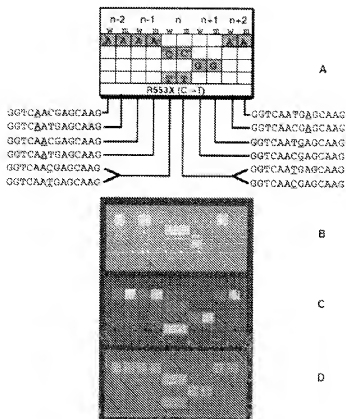 n-2 n-1 n n+1 n+2
w m w m w m w m w m
A A A A A A
G C
G G
A T
R553X (C→T)
A
GGTCAACGAGCAAG GGTCAATGAGCAAG
GGTCAATGAGCAAG GGTCAACGAGCAAG
GGTCAACGAGCAAG GGTCAATGAGCAAG
GGTCAATGAGCAAG GGTCAACGAGCAAG
GGTCAACGAGCAAG GGTCAATGAGCAAG
GGTCAATGAGCAAG GGTCAACGAGCAAG
B
C
D